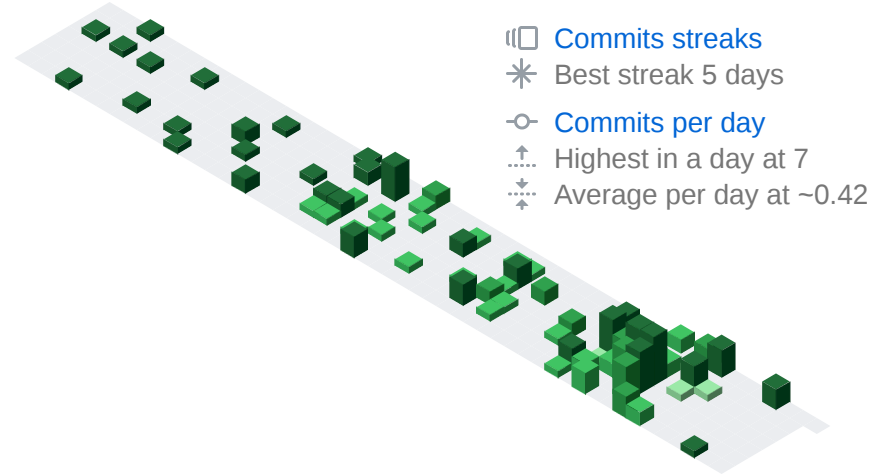 Commits streaks
Best streak 5 days
Commits per day
Highest in a day at 7
Average per day at ~0.42